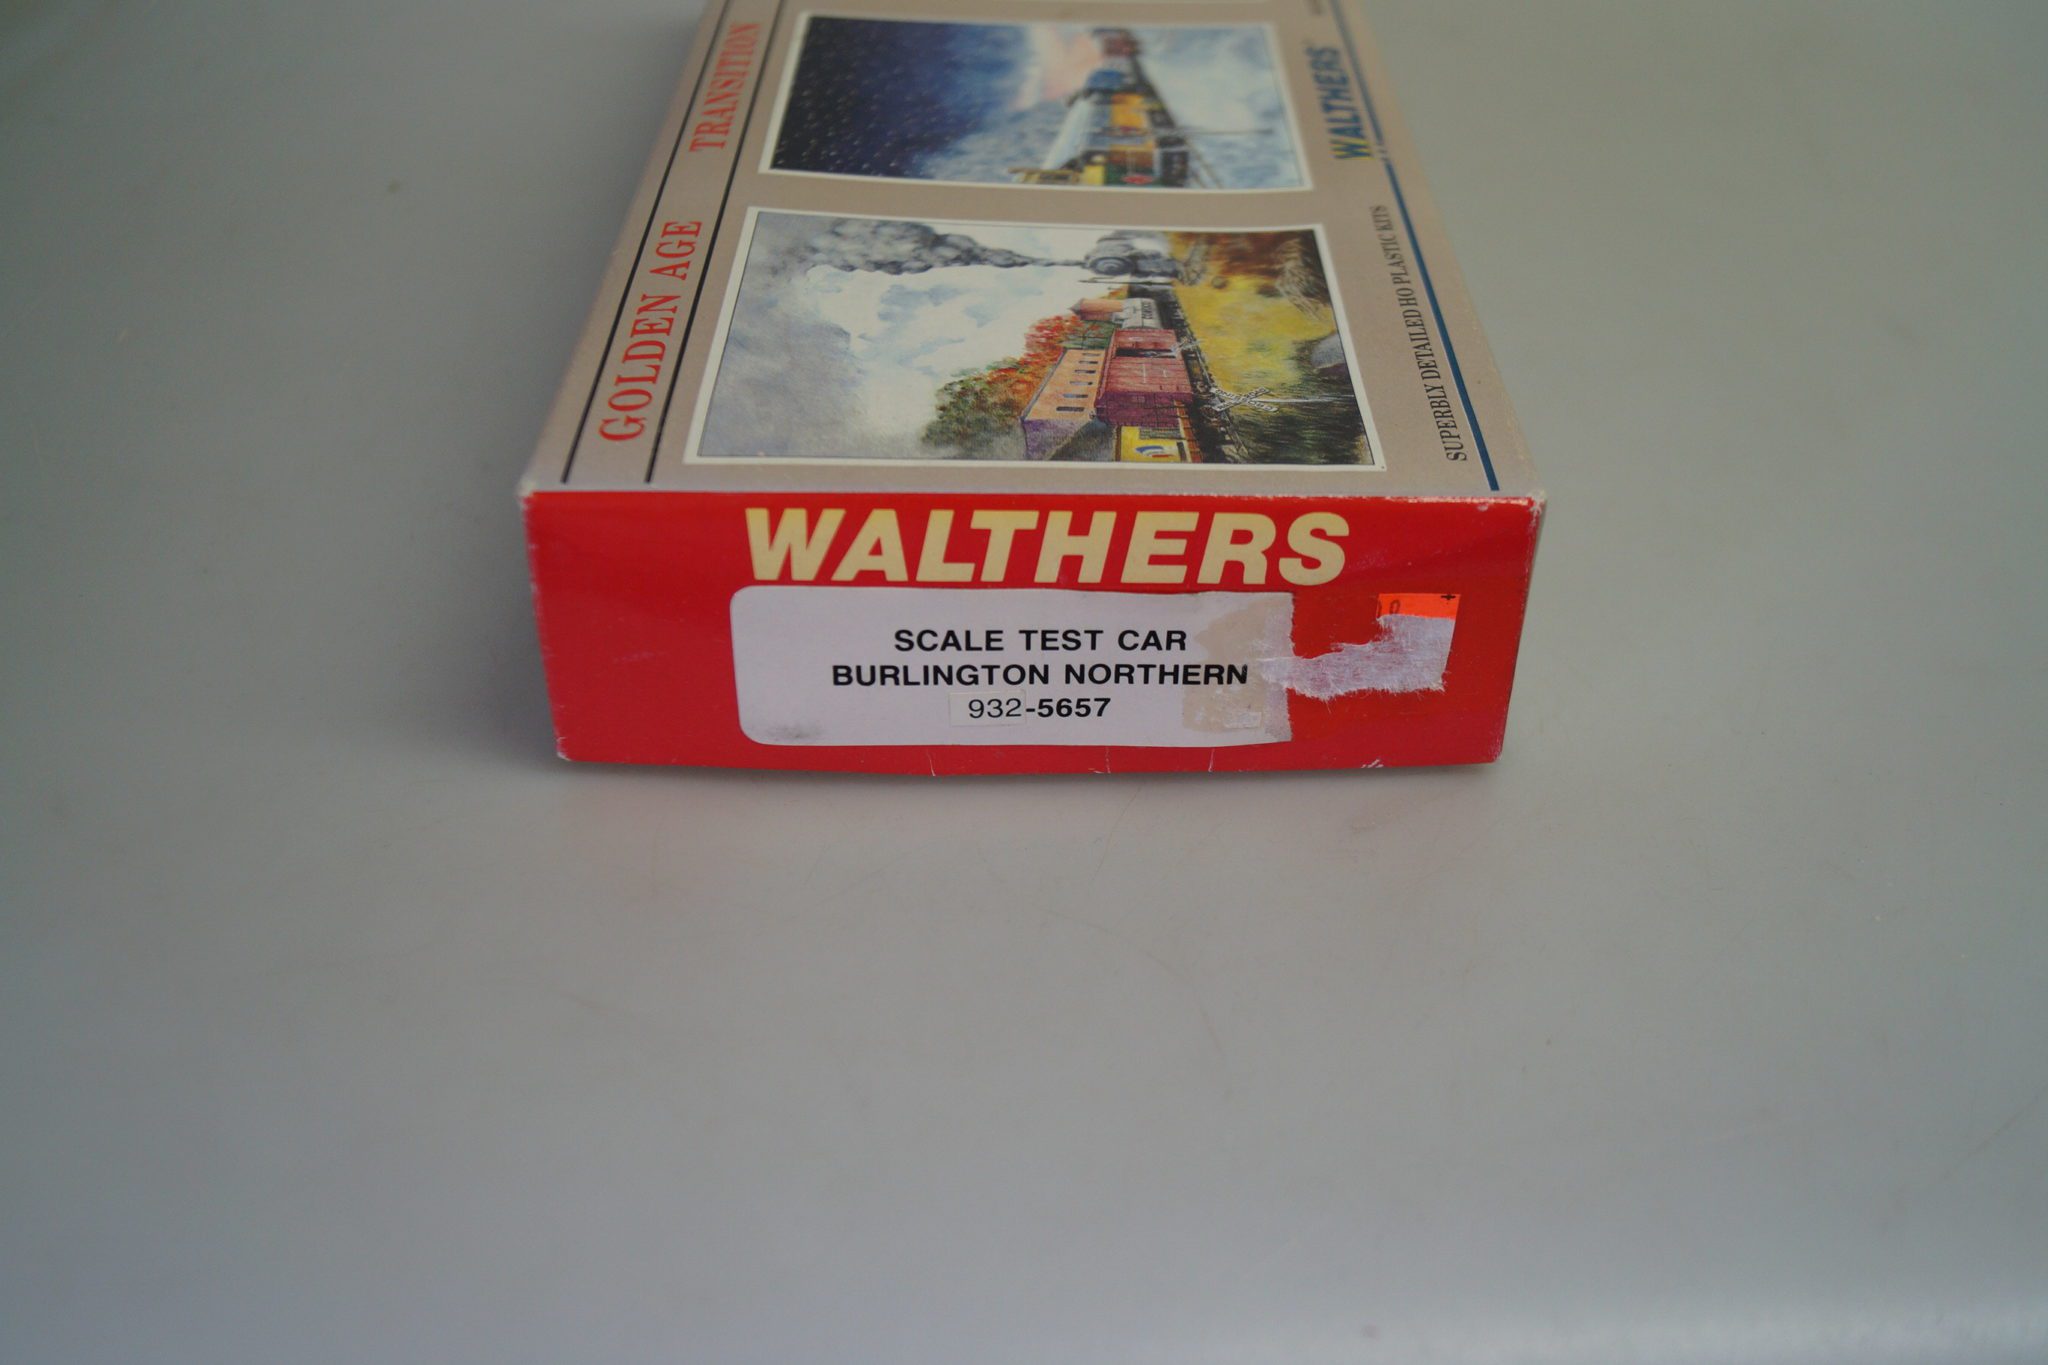 GOLDEN AGE TRANSITION
WALTHERS
SUPERBLY DETAILED HO PLASTIC KITS
WALTHERS
SCALE TEST CAR
BURLINGTON NORTHERN
932-5657